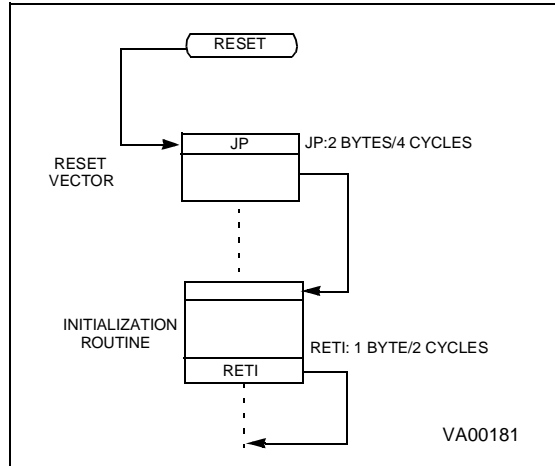 RESET
JP
JP:2 BYTES/4 CYCLES
RESET
VECTOR
INITIALIZATION
ROUTINE
RETI: 1 BYTE/2 CYCLES
RETI
VA00181